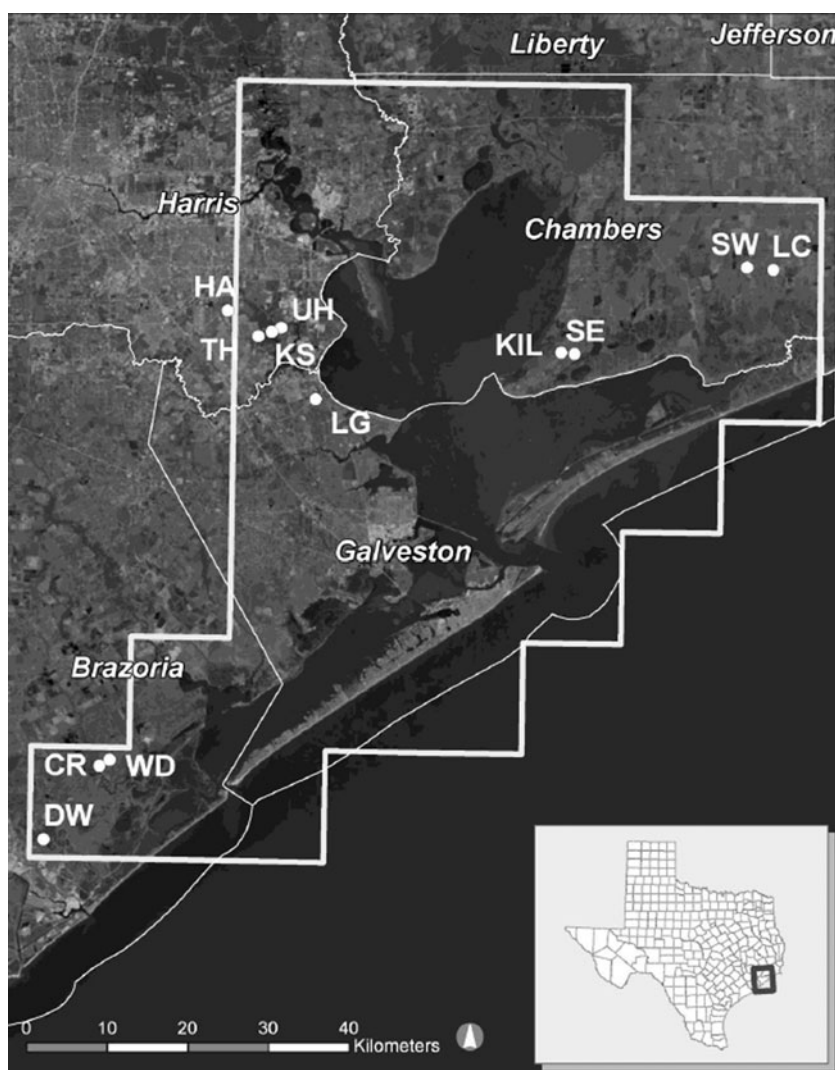 Liberty
Jefferson
Harris
Chambers
SW LC
HA
UH
TH
KS
KIL SE
LG
Galveston
Brazoria
CR WD
DW
0 10 20 30 40
Kilometers